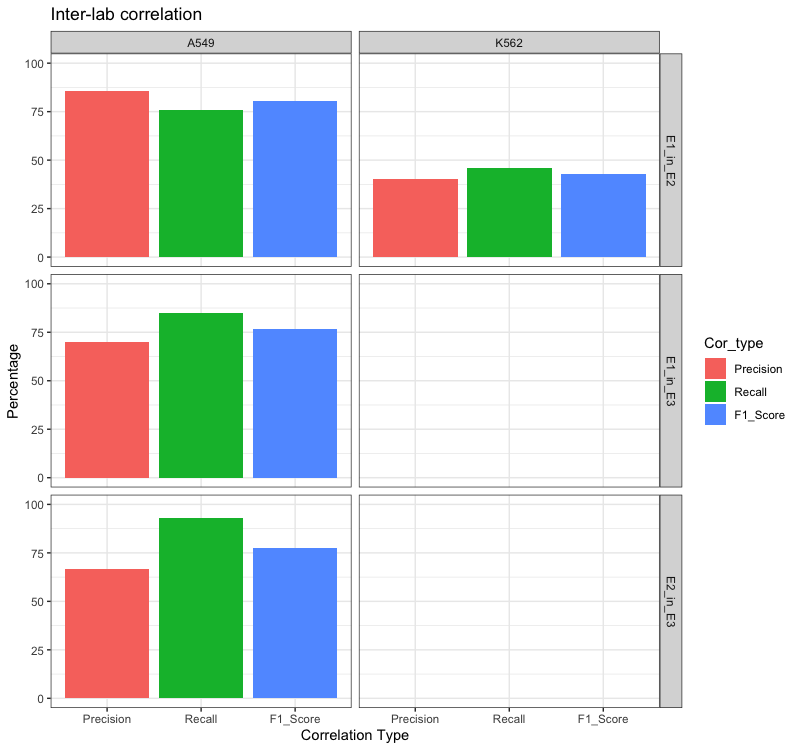 Inter-lab correlation
A549
K562
100
75
50
25
0
E1_in_E2
100
75
50
25
0
E1_in_E3
100
75
50
25
0
E2_in_E3
Percentage
Precision Recall F1_Score
Precision Recall F1_Score
Correlation Type
Cor_type
Precision
Recall
F1_Score